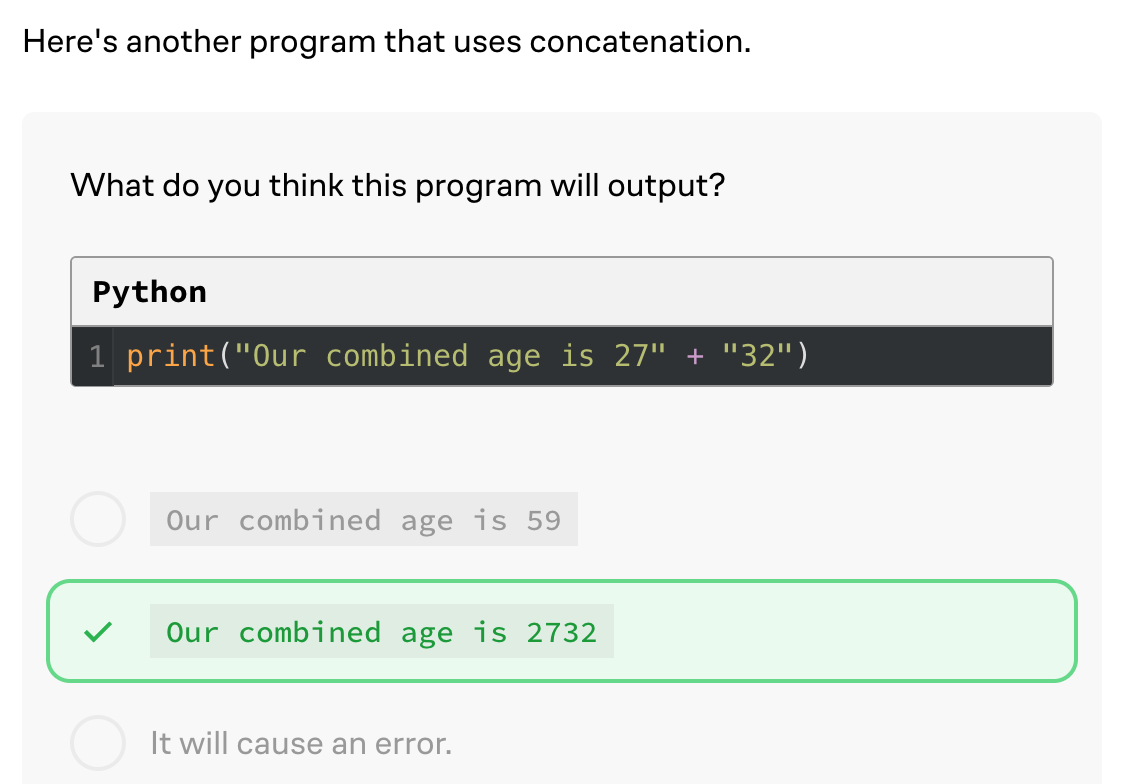 Here's another program that uses concatenation.
What do you think this program will output?
Python
1 print("Our combined age is 27" + "32")
Our combined age is 59
Our combined age is 2732
It will cause an error.